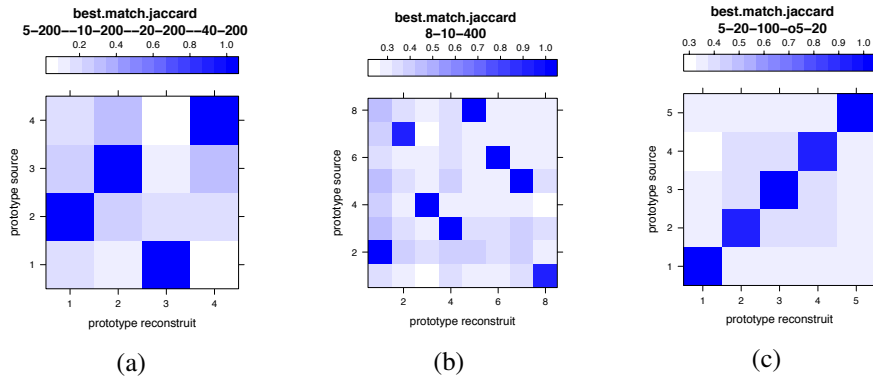 best.match.jaccard
5−200−−10−200−−20−200−−40−200
0.2 0.4 0.6 0.8 1.0
4
3
2
1
prototype source
1 2 3 4
prototype reconstruit
(a)
best.match.jaccard
8−10−400
0.3 0.4 0.5 0.6 0.7 0.8 0.9 1.0
8
6
4
2
prototype source
2 4 6 8
prototype reconstruit
(b)
best.match.jaccard
5−20−100−o5−20
0.3 0.4 0.5 0.6 0.7 0.8 0.9 1.0
5
4
3
2
1
prototype source
1 2 3 4 5
prototype reconstruit
(c)